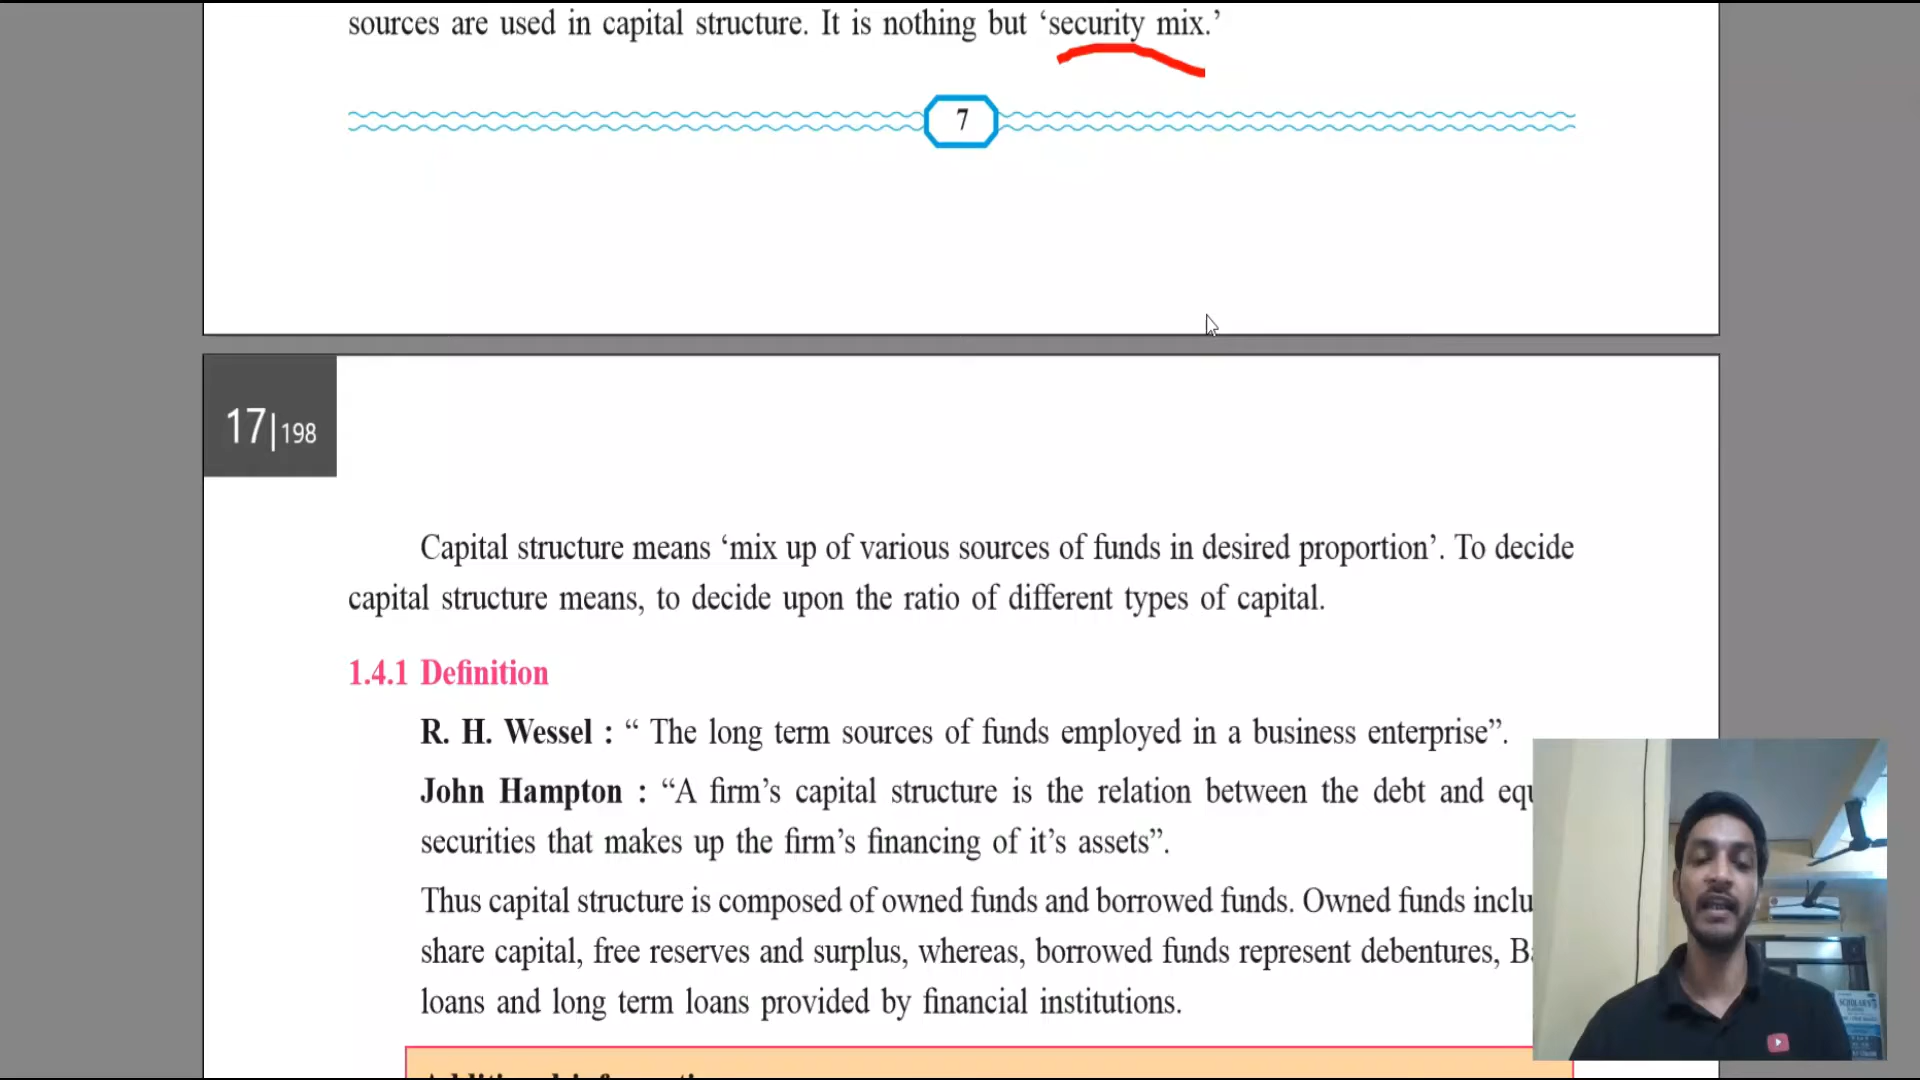 sources are used in capital structure. It is nothing but ‘security mix.’
7
17|198
Capital structure means ‘mix up of various sources of funds in desired proportion’. To decide
capital structure means, to decide upon the ratio of different types of capital.
1.4.1 Definition
R. H. Wessel : “ The long term sources of funds employed in a business enterprise”.
John Hampton : “A firm’s capital structure is the relation between the debt and
securities that makes up the firm’s financing of it’s assets”.
Thus capital structure is composed of owned funds and borrowed funds. Owned funds
share capital, free reserves and surplus, whereas, borrowed funds represent debentures,
loans and long term loans provided by financial institutions.